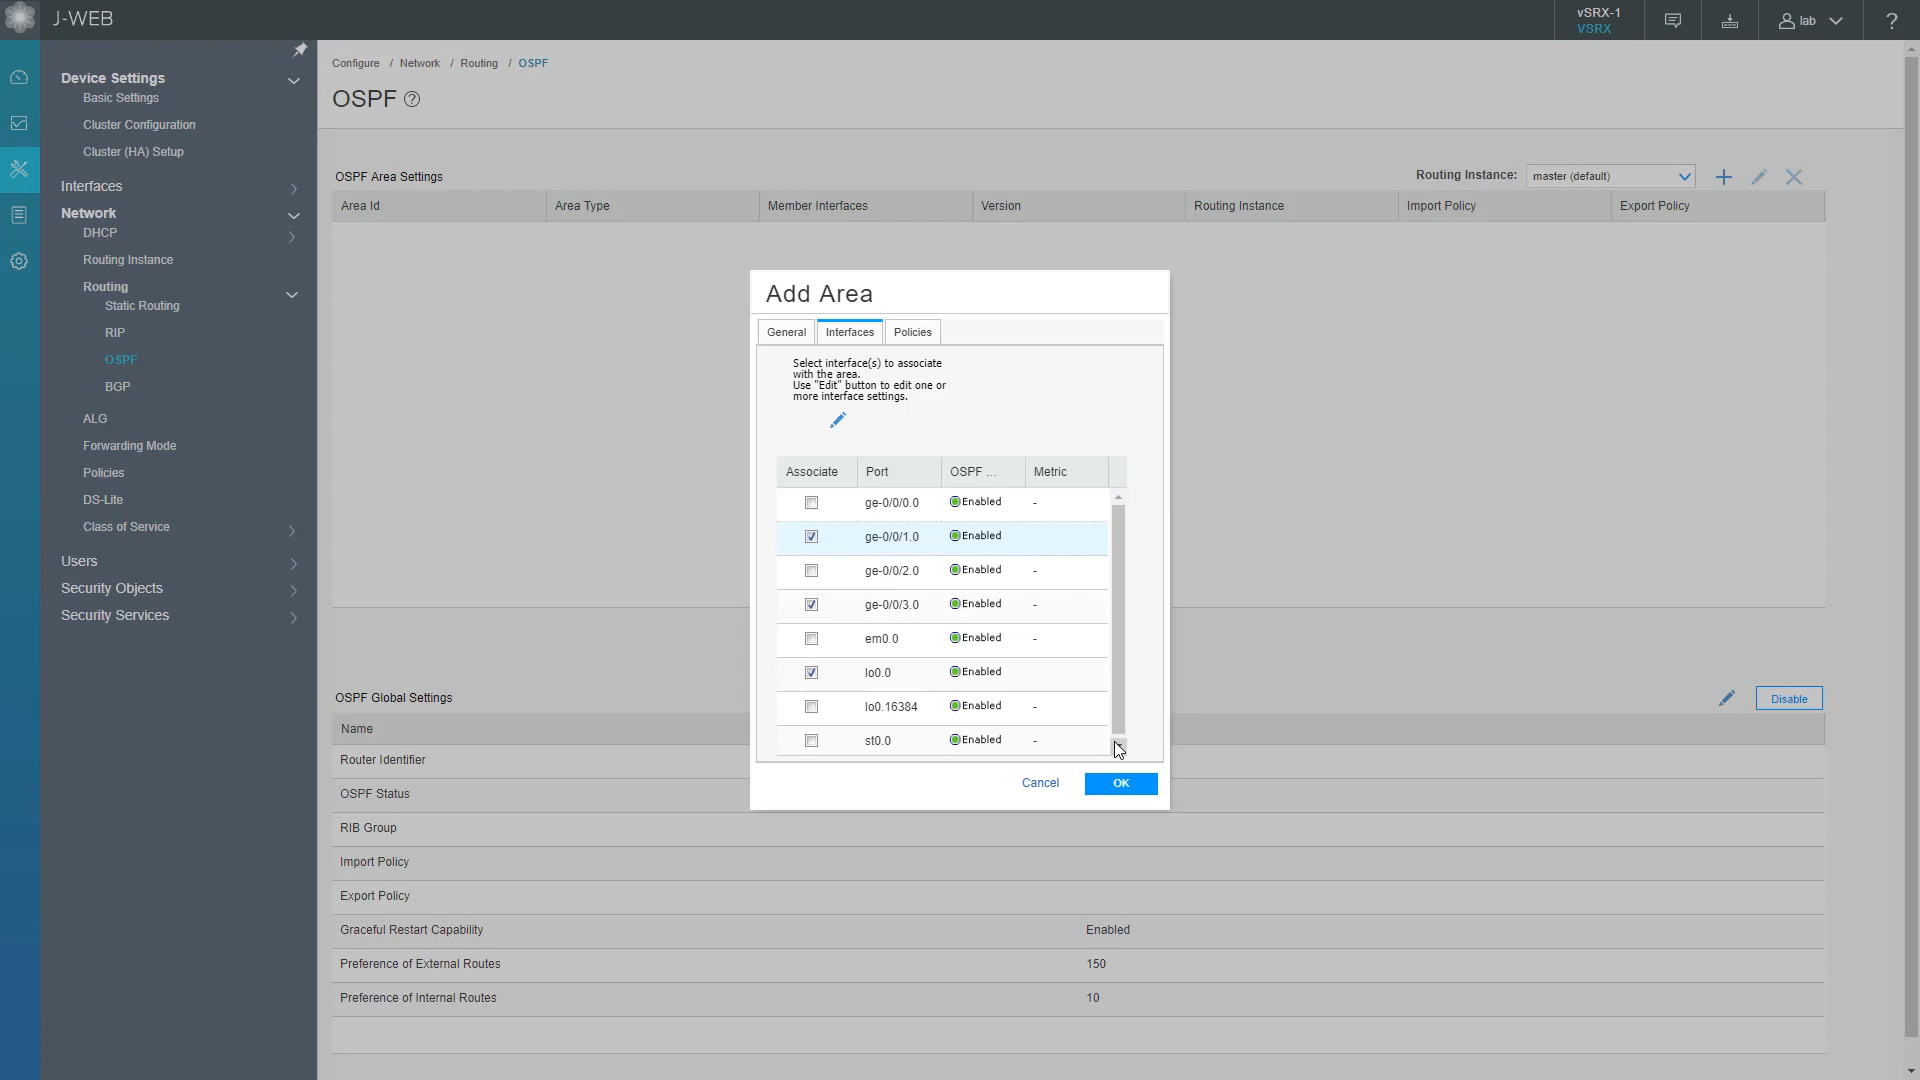 J-WEB
vSRX-1
VSRX
lab
?
Device Settings
Basic Settings
Cluster Configuration
Cluster (HA) Setup
Interfaces
Network
DHCP
Routing Instance
Routing
Static Routing
RIP
OSPF
BGP
ALG
Forwarding Mode
Policies
DS-Lite
Class of Service
Users
Security Objects
Security Services
Configure / Network / Routing / OSPF
OSPF ?
OSPF Area Settings
Routing Instance: master (default)
Area Id Area Type Member Interfaces Version Routing Instance Import Policy Export Policy
Add Area
General Interfaces Policies
Select interface(s) to associate
with the area.
Use "Edit" button to edit one or
more interface settings.
Associate Port OSPF ... Metric
ge-0/0/0.0 Enabled -
ge-0/0/1.0 Enabled
ge-0/0/2.0 Enabled -
ge-0/0/3.0 Enabled -
em0.0 Enabled -
lo0.0 Enabled
lo0.16384 Enabled -
st0.0 Enabled -
Cancel OK
OSPF Global Settings
Disable
Name
Router Identifier
OSPF Status
RIB Group
Import Policy
Export Policy
Graceful Restart Capability Enabled
Preference of External Routes 150
Preference of Internal Routes 10